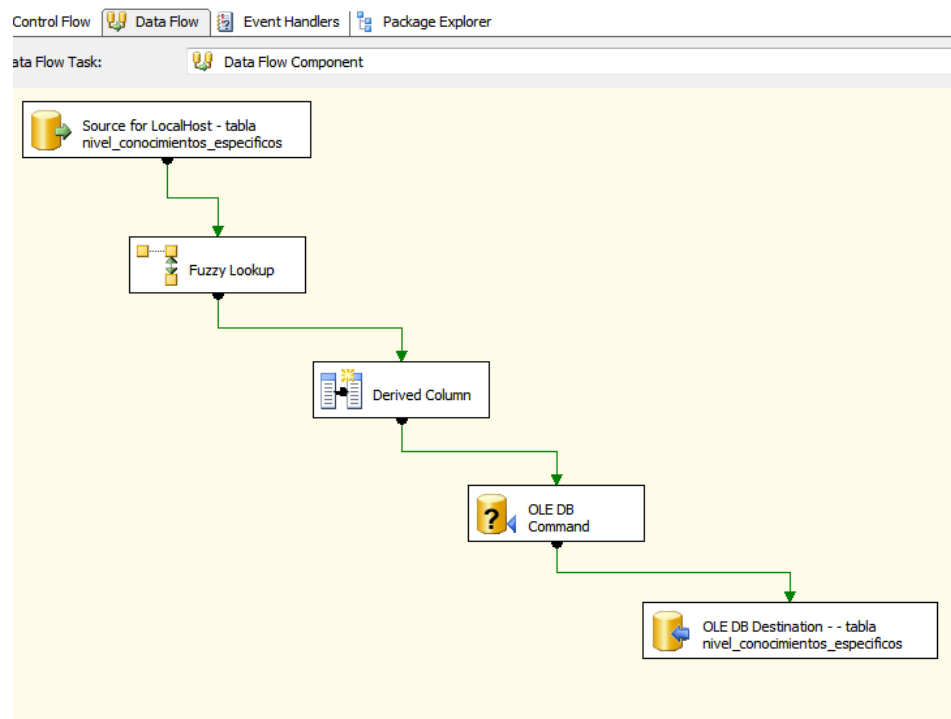 Control Flow Data Flow Event Handlers Package Explorer
ata Flow Task: Data Flow Component
Source for LocalHost - tabla
nivel_conocimientos_especificos
Fuzzy Lookup
Derived Column
?
OLE DB
Command
OLE DB Destination - - tabla
nivel_conocimientos_especificos